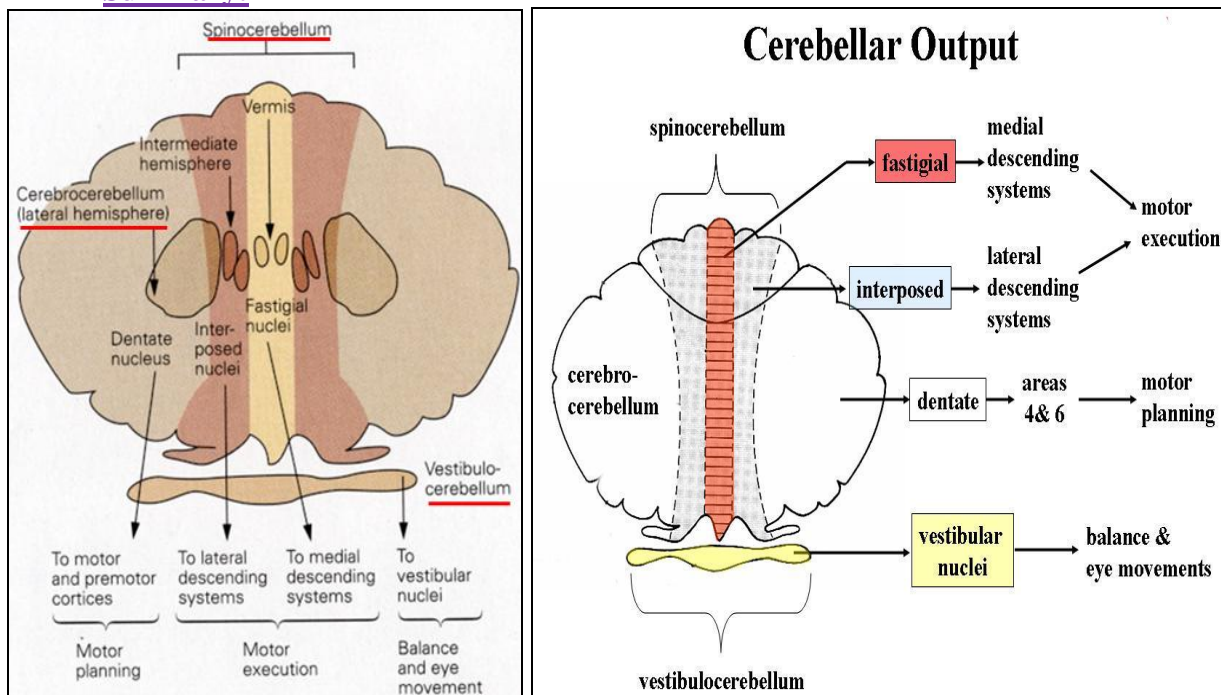 Spinocerebellum
Vermis
Intermediate
hemisphere
Cerebrocerebellum
(lateral hemisphere)
Fastigial
nuclei
Dentate
nucleus
Inter-
posed
nuclei
Vestibulo-
cerebellum
To motor
and premotor
cortices
To lateral
descending
systems
To medial
descending
systems
To
vestibular
nuclei
Motor
planning
Motor
execution
Balance
and eye
movement
Cerebellar Output
spinocerebellum
fastigial
medial
descending
systems
motor
execution
interposed
lateral
descending
systems
cerebro-
cerebellum
dentate
areas
4& 6
motor
planning
vestibular
nuclei
balance &
eye movements
vestibulocerebellum